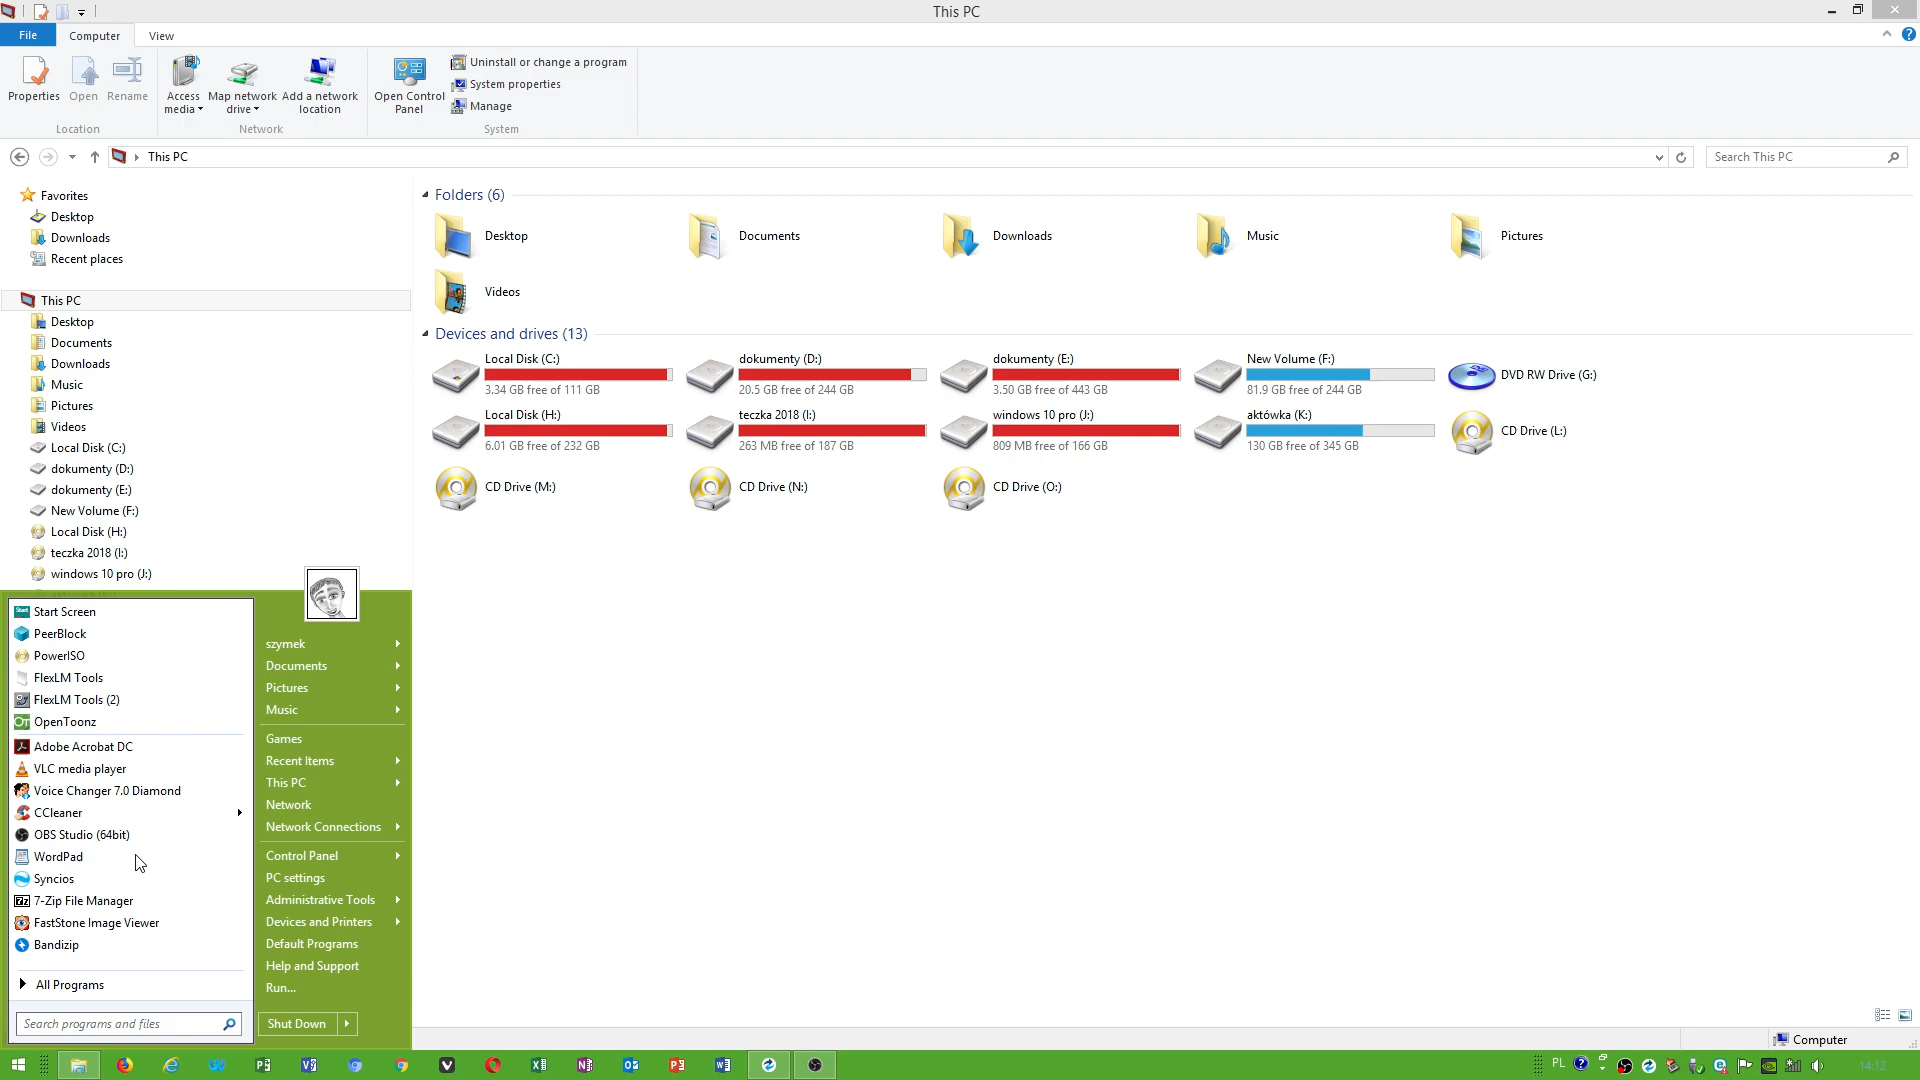 This PC
File
Computer
View
Properties
Open
Rename
Access media
Map network drive
Add a network location
Open Control Panel
Uninstall or change a program
System properties
Manage
Location
Network
System
This PC
Search This PC
Favorites
Desktop
Downloads
Recent places
This PC
Desktop
Documents
Downloads
Music
Pictures
Videos
Local Disk (C:)
dokumenty (D:)
dokumenty (E:)
New Volume (F:)
Local Disk (H:)
teczka 2018 (I:)
windows 10 pro (J:)
Folders (6)
Desktop
Documents
Downloads
Music
Pictures
Videos
Devices and drives (13)
Local Disk (C:)
3.34 GB free of 111 GB
dokumenty (D:)
20.5 GB free of 244 GB
dokumenty (E:)
3.50 GB free of 443 GB
New Volume (F:)
81.9 GB free of 244 GB
DVD RW Drive (G:)
Local Disk (H:)
6.01 GB free of 232 GB
teczka 2018 (I:)
263 MB free of 187 GB
windows 10 pro (J:)
809 MB free of 166 GB
aktówka (K:)
130 GB free of 345 GB
CD Drive (L:)
CD Drive (M:)
CD Drive (N:)
CD Drive (O:)
Start Screen
PeerBlock
PowerISO
FlexLM Tools
FlexLM Tools (2)
OpenToonz
Adobe Acrobat DC
VLC media player
Voice Changer 7.0 Diamond
CCleaner
OBS Studio (64bit)
WordPad
Syncios
7-Zip File Manager
FastStone Image Viewer
Bandizip
All Programs
Search programs and files
szymek
Documents
Pictures
Music
Games
Recent Items
This PC
Network
Network Connections
Control Panel
PC settings
Administrative Tools
Devices and Printers
Default Programs
Help and Support
Run...
Shut Down
Computer
PL
14:12